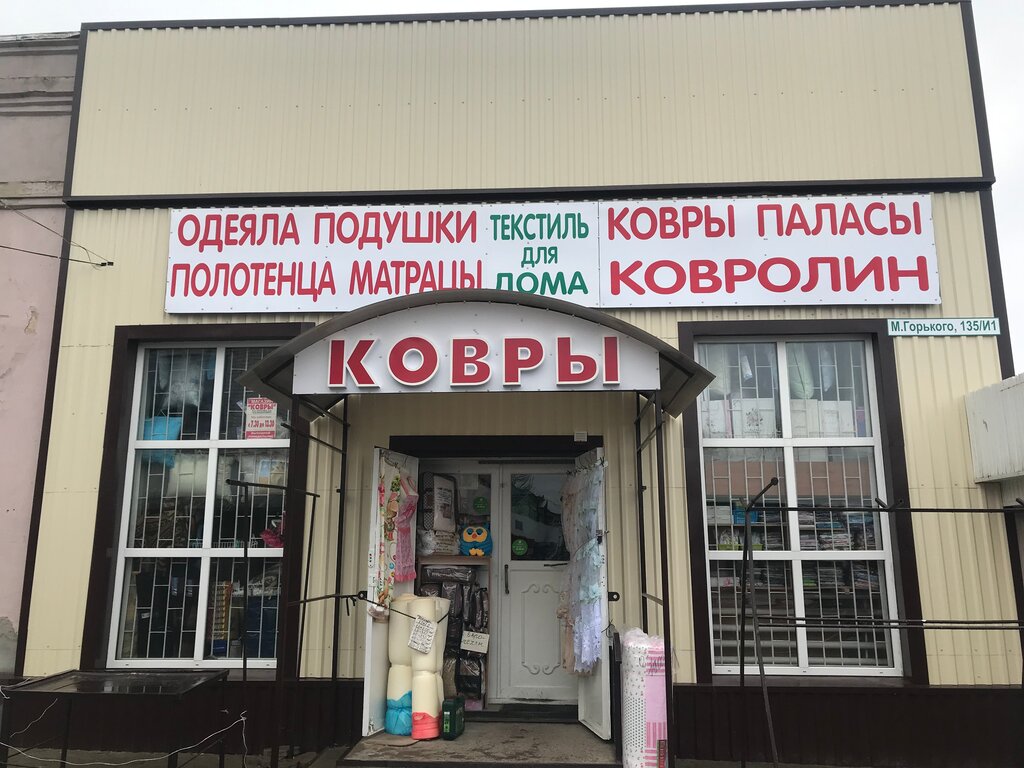 ОДЕЯЛА ПОДУШКИ
ПОЛОТЕНЦА МАТРАЦЫ
ТЕКСТИЛЬ
ДЛЯ
ДОМА
КОВРЫ ПАЛАСЫ
КОВРОЛИН
М.Горького, 135/И1
КОВРЫ
"КОВРЫ"